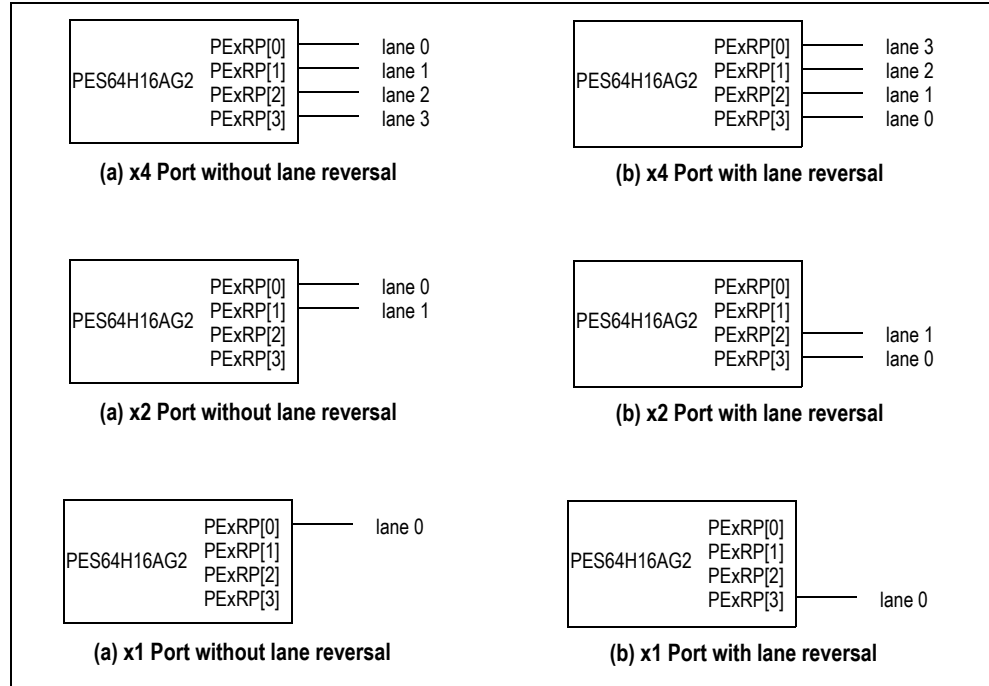 PES64H16AG2
PExRP[0] lane 0
PExRP[1] lane 1
PExRP[2] lane 2
PExRP[3] lane 3
(a) x4 Port without lane reversal
PES64H16AG2
PExRP[0] lane 3
PExRP[1] lane 2
PExRP[2] lane 1
PExRP[3] lane 0
(b) x4 Port with lane reversal
PES64H16AG2
PExRP[0] lane 0
PExRP[1] lane 1
PExRP[2]
PExRP[3]
(a) x2 Port without lane reversal
PES64H16AG2
PExRP[0]
PExRP[1]
PExRP[2] lane 1
PExRP[3] lane 0
(b) x2 Port with lane reversal
PES64H16AG2
PExRP[0] lane 0
PExRP[1]
PExRP[2]
PExRP[3]
(a) x1 Port without lane reversal
PES64H16AG2
PExRP[0]
PExRP[1]
PExRP[2]
PExRP[3] lane 0
(b) x1 Port with lane reversal